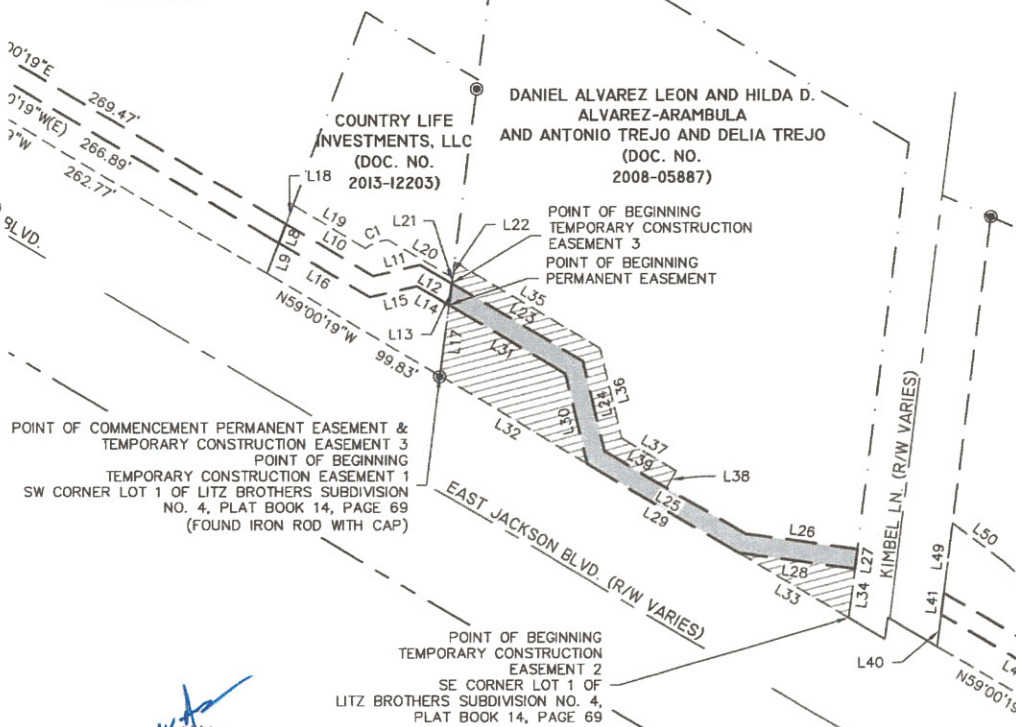 00'19"E
269.47'
0'19"W(E)
266.89'
9"W
262.77'
BLVD.
COUNTRY LIFE
INVESTMENTS, LLC
(DOC. NO.
2013-12203)
DANIEL ALVAREZ LEON AND HILDA D.
ALVAREZ-ARAMBULA
AND ANTONIO TREJO AND DELIA TREJO
(DOC. NO.
2008-05887)
L18
L19
C1
L20
L21
L22
L8
L9
L10
L11
L12
L16
L15
L14
L13
L17
N59°00'19"W
99.83'
POINT OF BEGINNING
TEMPORARY CONSTRUCTION
EASEMENT 3
POINT OF BEGINNING
PERMANENT EASEMENT
L35
L23
L31
L36
L24
L30
L32
L37
L39
L38
L25
L29
L26
L28
L27
L34
L33
KIMBEL LN. (R/W VARIES)
L49
L50
L41
L40
L4
N59°00'19
POINT OF COMMENCEMENT PERMANENT EASEMENT &
TEMPORARY CONSTRUCTION EASEMENT 3
POINT OF BEGINNING
TEMPORARY CONSTRUCTION EASEMENT 1
SW CORNER LOT 1 OF LITZ BROTHERS SUBDIVISION
NO. 4, PLAT BOOK 14, PAGE 69
(FOUND IRON ROD WITH CAP)
EAST JACKSON BLVD. (R/W VARIES)
POINT OF BEGINNING
TEMPORARY CONSTRUCTION
EASEMENT 2
SE CORNER LOT 1 OF
LITZ BROTHERS SUBDIVISION NO. 4,
PLAT BOOK 14, PAGE 69